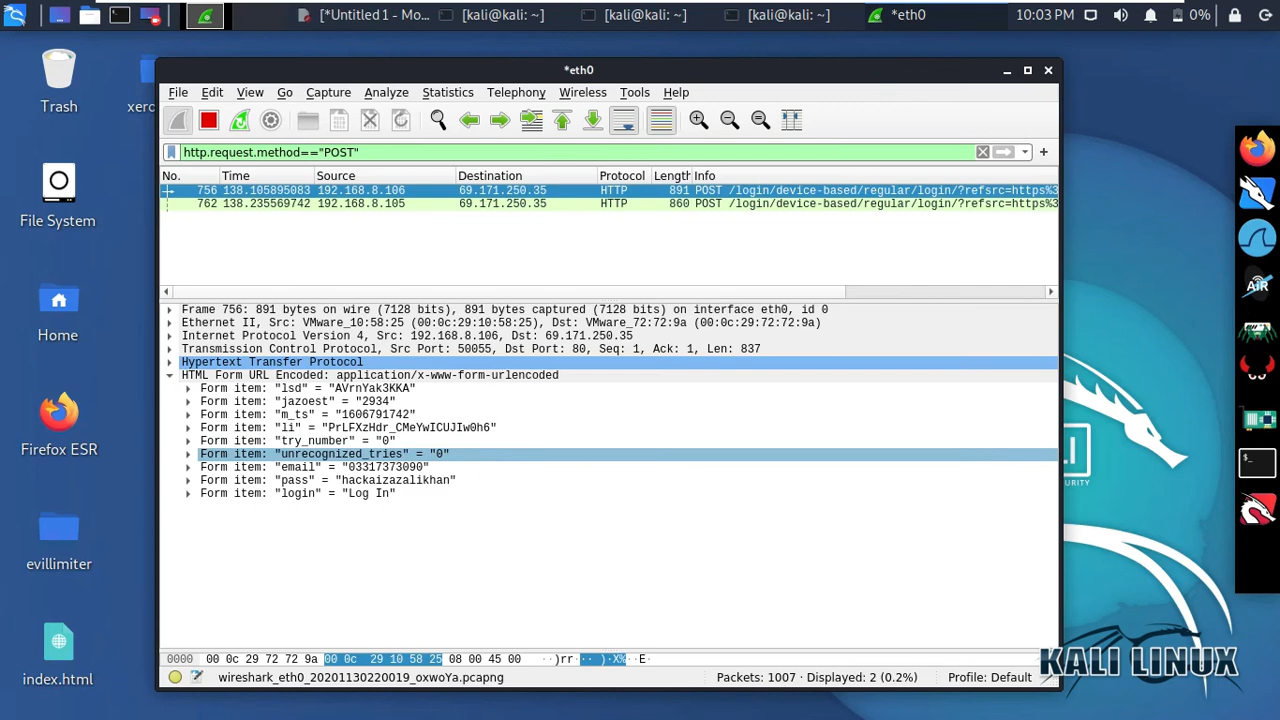 [*Untitled 1 - Mo... [kali@kali: ~] [kali@kali: ~] [kali@kali: ~] *eth0 10:03 PM 0%
Trash
xero
File System
Home
Firefox ESR
evillimiter
index.html
*eth0
File Edit View Go Capture Analyze Statistics Telephony Wireless Tools Help
http.request.method=="POST"
No. Time Source Destination Protocol Length Info
756 138.105895083 192.168.8.106 69.171.250.35 HTTP 891 POST /login/device-based/regular/login/?refsrc=https%3
762 138.235569742 192.168.8.105 69.171.250.35 HTTP 860 POST /login/device-based/regular/login/?refsrc=https%3
Frame 756: 891 bytes on wire (7128 bits), 891 bytes captured (7128 bits) on interface eth0, id 0
Ethernet II, Src: VMware_10:58:25 (00:0c:29:10:58:25), Dst: VMware_72:72:9a (00:0c:29:72:72:9a)
Internet Protocol Version 4, Src: 192.168.8.106, Dst: 69.171.250.35
Transmission Control Protocol, Src Port: 50055, Dst Port: 80, Seq: 1, Ack: 1, Len: 837
Hypertext Transfer Protocol
HTML Form URL Encoded: application/x-www-form-urlencoded
Form item: "lsd" = "AVrnYak3KKA"
Form item: "jazoest" = "2934"
Form item: "m_ts" = "1606791742"
Form item: "li" = "PrLFXzHdr_CMeYwICUJIw0h6"
Form item: "try_number" = "0"
Form item: "unrecognized_tries" = "0"
Form item: "email" = "03317373090"
Form item: "pass" = "hackaizazalikhan"
Form item: "login" = "Log In"
0000 00 0c 29 72 72 9a 00 0c 29 10 58 25 08 00 45 00 ··)rr··· )·X%··E·
wireshark_eth0_20201130220019_oxwoYa.pcapng Packets: 1007 · Displayed: 2 (0.2%) Profile: Default
AiR
$_
URITY
KALI LINUX